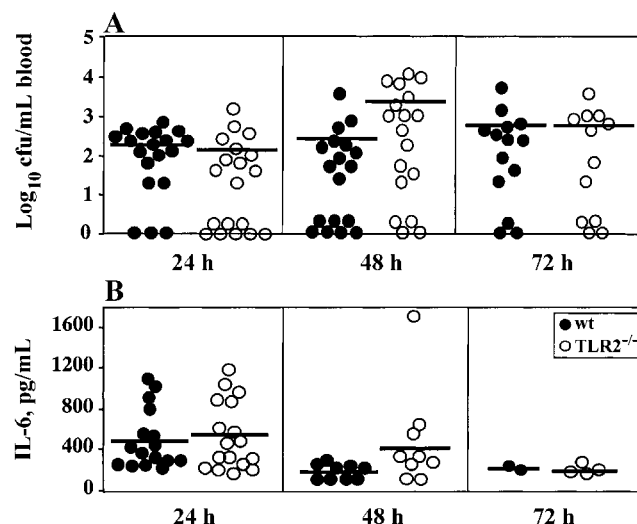 A
Log10 cfu/mL blood
5
4
3
2
1
0
24 h 48 h 72 h
B
IL-6, pg/mL
1600
1200
800
400
0
wt
TLR2-/-
24 h 48 h 72 h